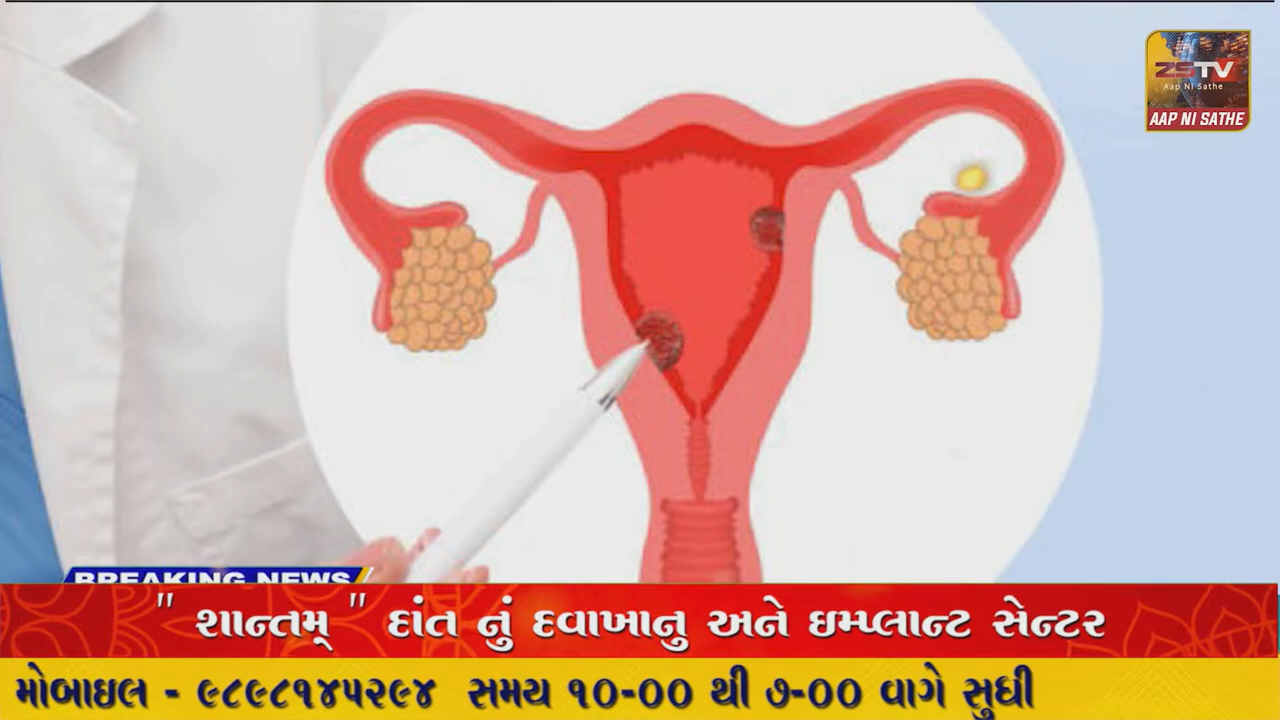 ZSTV
Aap Ni Sathe
AAP NI SATHE
BREAKING NEWS
" શાન્તમ્ " દાંત નું દવાખાનુ અને ઇમ્પ્લાન્ટ સેન્ટર
મોબાઇલ - ૯૮૯૮૧૪૫૨૯૪ સમય ૧૦-૦૦ થી ૭-૦૦ વાગે સુધી